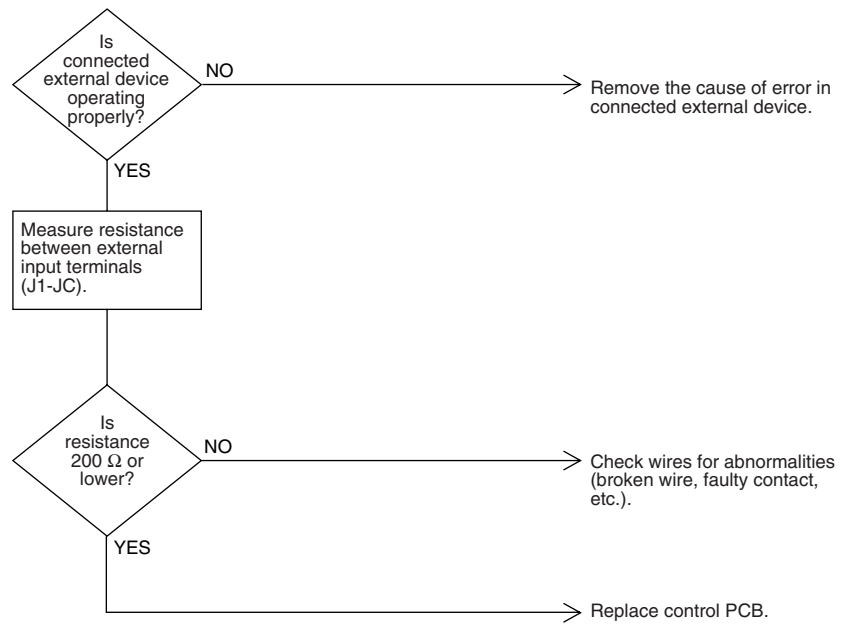 Is
connected
external device
operating
properly?
NO
Remove the cause of error in
connected external device.
YES
Measure resistance
between external
input terminals
(J1-JC).
Is
resistance
200 Ω or
lower?
NO
Check wires for abnormalities
(broken wire, faulty contact,
etc.).
YES
Replace control PCB.